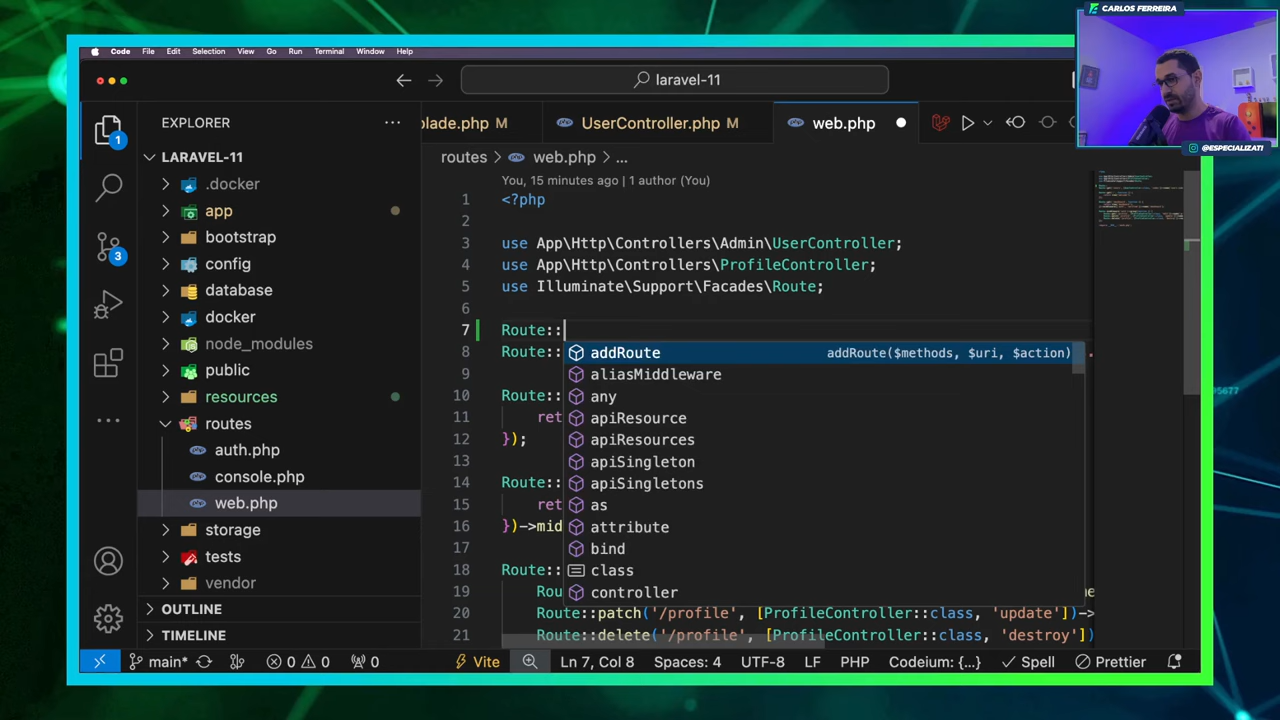 CARLOS FERREIRA
@ESPECIALIZATI
Code File Edit Selection View Go Run Terminal Window Help
laravel-11
EXPLORER
LARAVEL-11
.docker
app
bootstrap
config
database
docker
node_modules
public
resources
routes
auth.php
console.php
web.php
storage
tests
vendor
OUTLINE
TIMELINE
1
3
lade.php M
UserController.php M
web.php
routes > web.php > ...
You, 15 minutes ago | 1 author (You)
1 <?php
2
3 use App\Http\Controllers\Admin\UserController;
4 use App\Http\Controllers\ProfileController;
5 use Illuminate\Support\Facades\Route;
6
7 Route::
8 Route::
9
10 Route::
11 ret
12 });
13
14 Route::
15 ret
16 })->mid
17
18 Route::
19 Rou
20 Route::patch('/profile', [ProfileController::class, 'update'])->
21 Route::delete('/profile', [ProfileController::class, 'destroy'])
addRoute addRoute($methods, $uri, $action)
aliasMiddleware
any
apiResource
apiResources
apiSingleton
apiSingletons
as
attribute
bind
class
controller
main* 0 0 0 Vite Ln 7, Col 8 Spaces: 4 UTF-8 LF PHP Codeium: {...} Spell Prettier